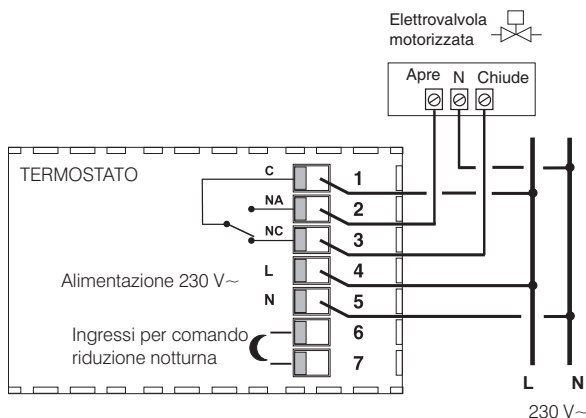 Elettrovalvola
motorizzata
Apre N Chiude
TERMOSTATO
C 1
NA 2
NC 3
Alimentazione 230 V~ L 4
N 5
Ingressi per comando 6
riduzione notturna 7
L N
230 V~